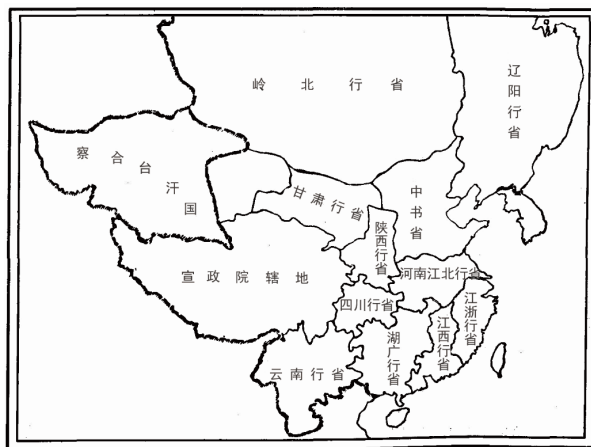 岭北行省
辽阳行省
察合台汗国
甘肃行省
中书省
陕西行省
宣政院辖地
河南江北行省
四川行省
江浙行省
江西行省
湖广行省
云南行省